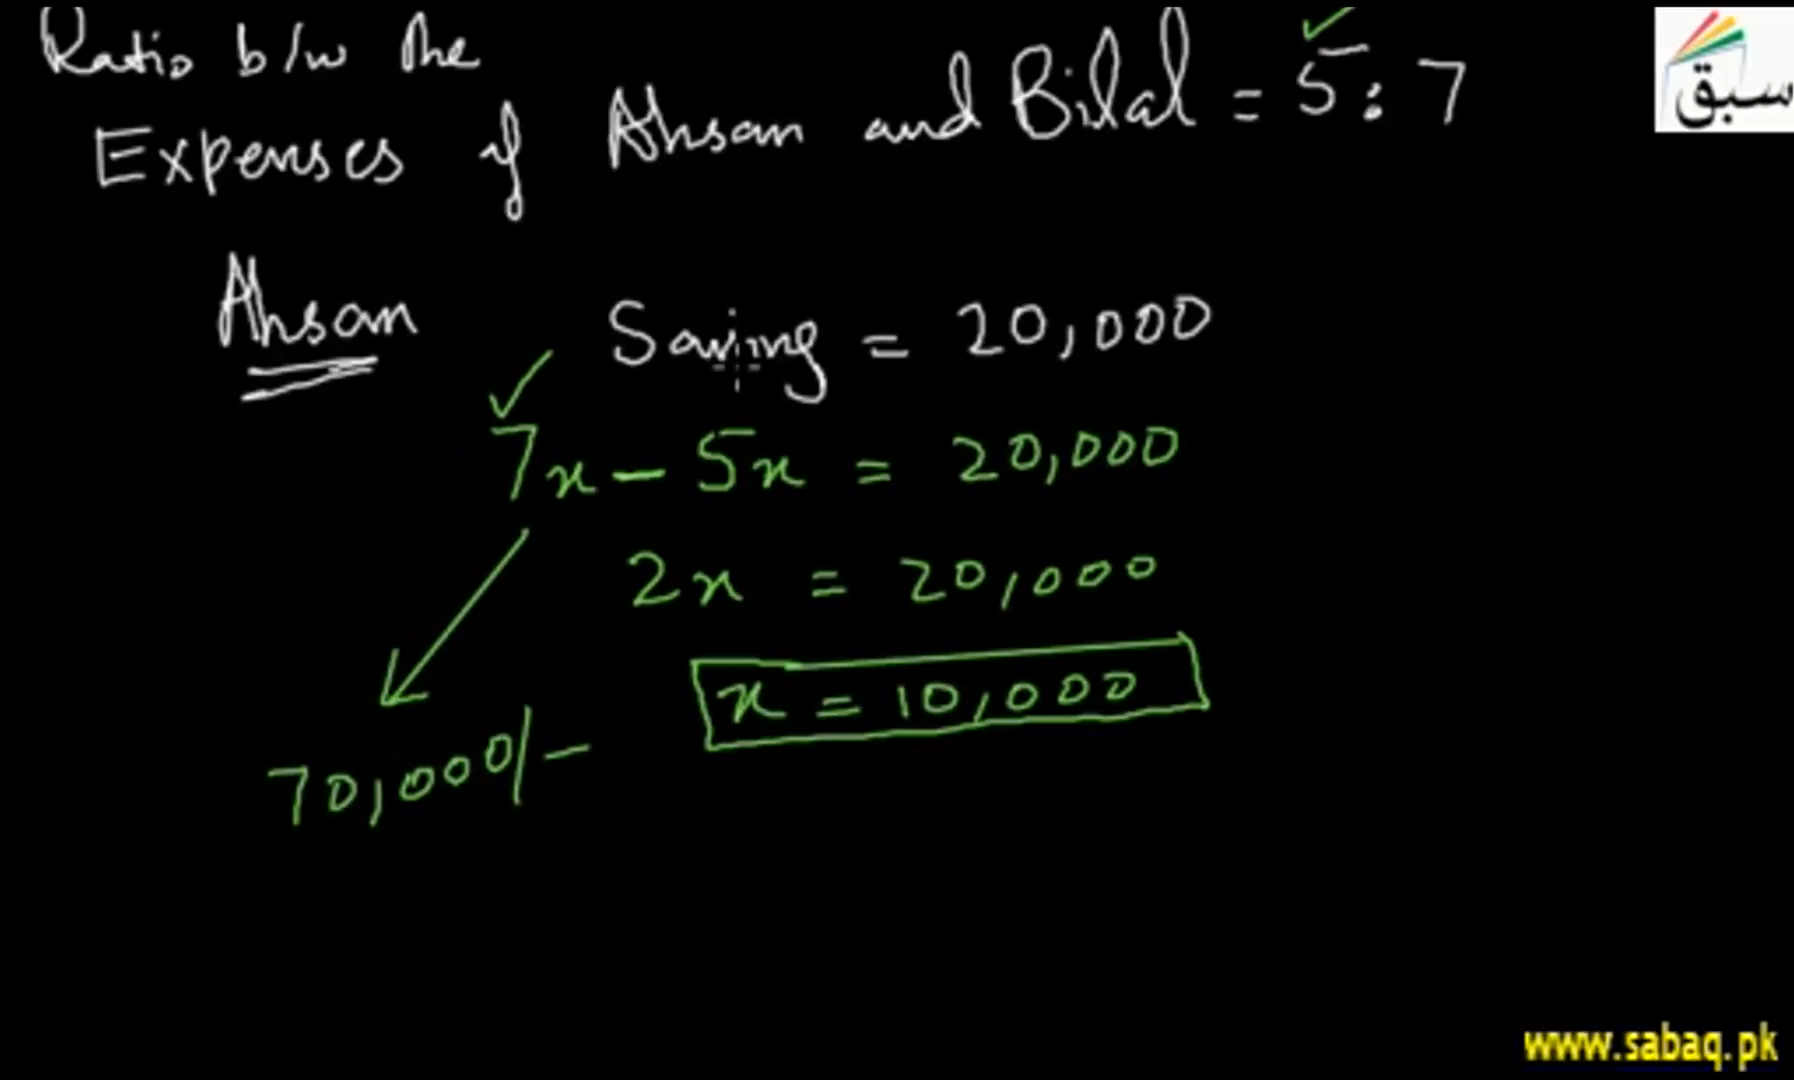 Ratio b/w the
Expenses of Ahsan and Bilal = 5 : 7
سبق
Ahsan Saving = 20,000
7x - 5x = 20,000
2x = 20,000
x = 10,000
70,000/-
www.sabaq.pk